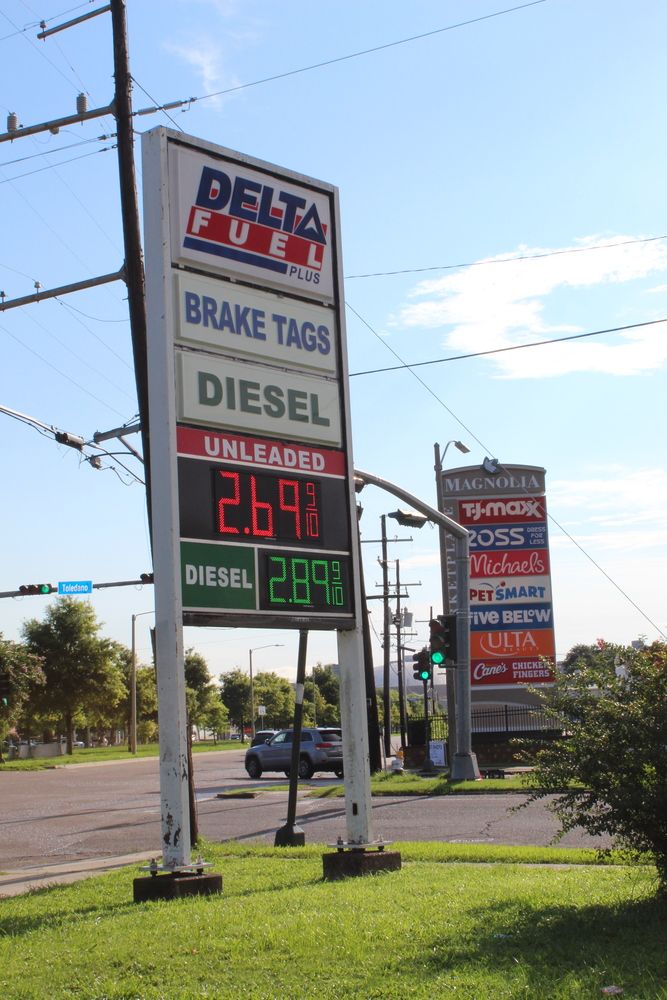 DELTA
FUEL
PLUS
BRAKE TAGS
DIESEL
UNLEADED
2.69 9/10
DIESEL
2.89 9/10
Toledano
MAGNOLIA
T.J.maxx
ROSS DRESS
FOR LESS
Michaels
PETSMART
FIVE BELOW
ULTA
BEAUTY
Cane's CHICKEN
FINGERS